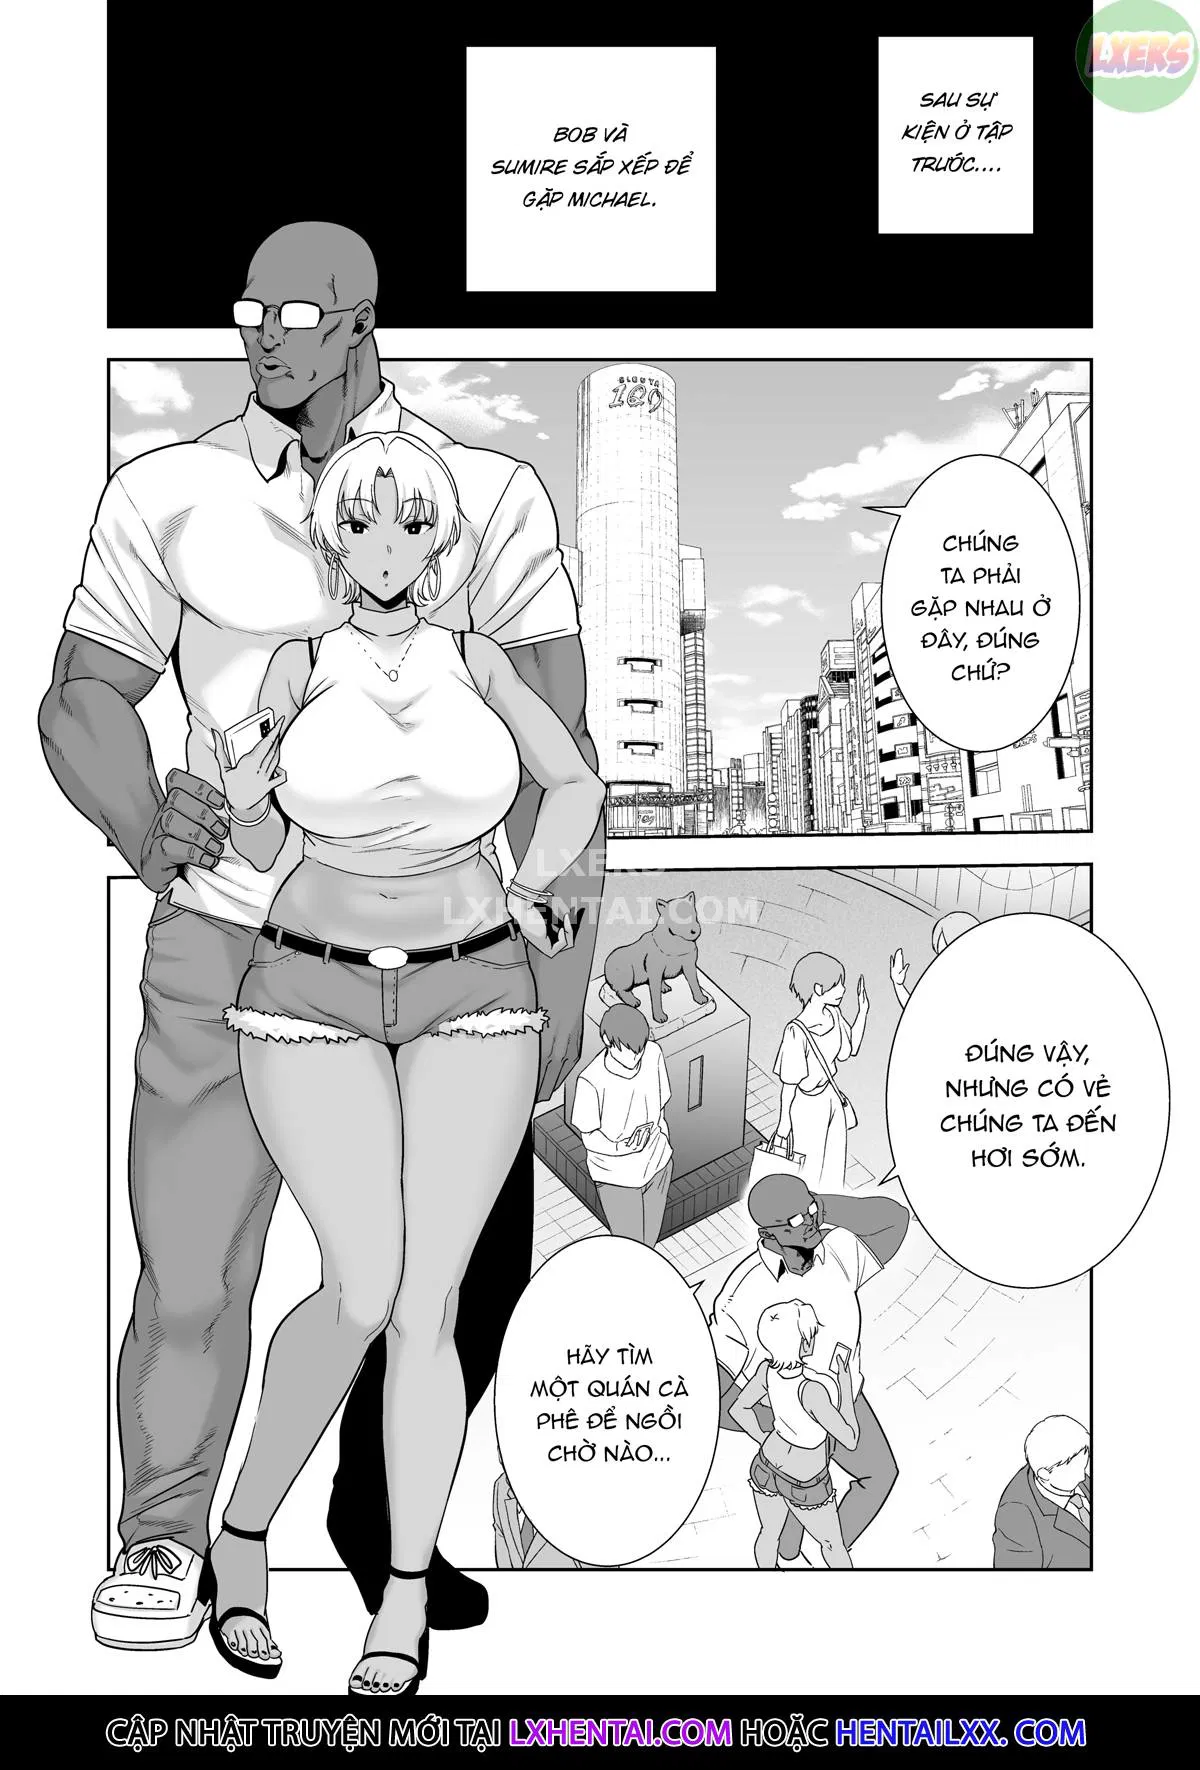 LXERS
SAU SỰ
KIỆN Ở TẬP
TRƯỚC....
BOB VÀ
SUMIRE SẮP XẾP ĐỂ
GẶP MICHAEL.
109
CHÚNG
TA PHẢI
GẶP NHAU Ở
ĐÂY, ĐÚNG
CHỨ?
LXERS
LXHENTAI.COM
ĐÚNG VẬY,
NHƯNG CÓ VẺ
CHÚNG TA ĐẾN
HƠI SỚM.
HÃY TÌM
MỘT QUÁN CÀ
PHÊ ĐỂ NGỒI
CHỜ NÀO...
CẬP NHẬT TRUYỆN MỚI TẠI LXHENTAI.COM HOẶC HENTAILXX. COM